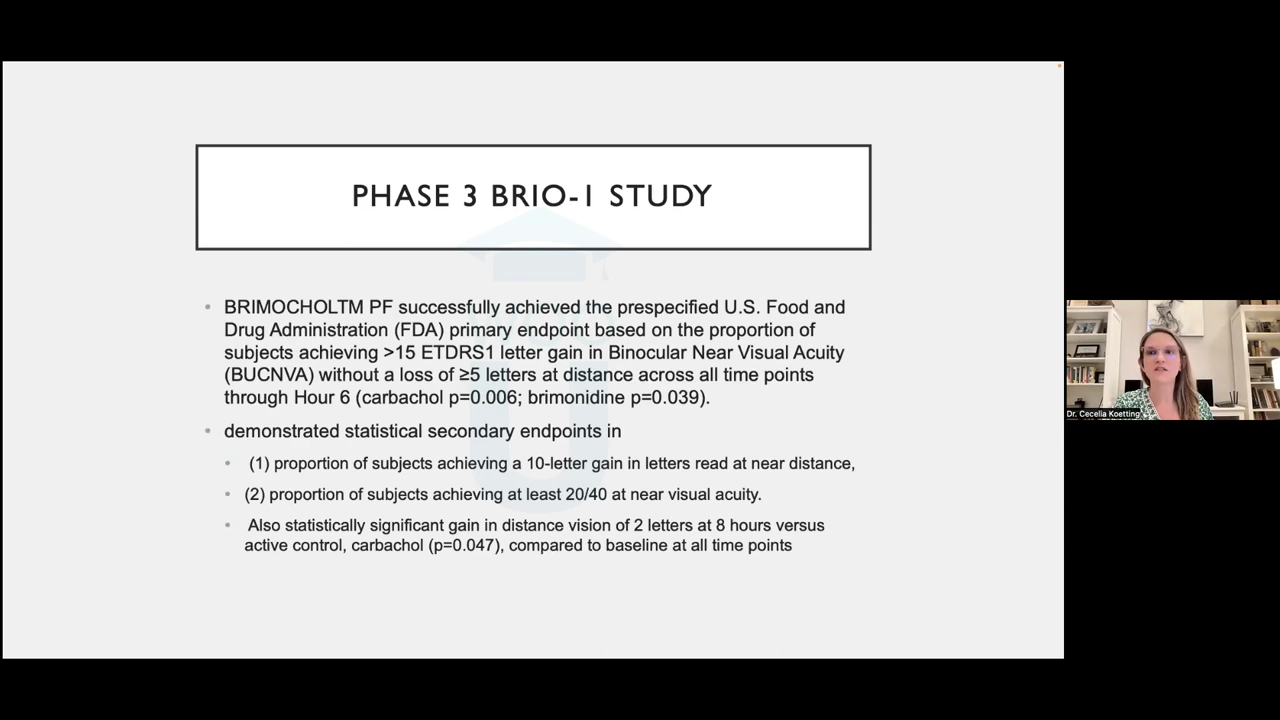 PHASE 3 BRIO-1 STUDY
• BRIMOCHOLTM PF successfully achieved the prespecified U.S. Food and
Drug Administration (FDA) primary endpoint based on the proportion of
subjects achieving >15 ETDRS1 letter gain in Binocular Near Visual Acuity
(BUCNVA) without a loss of ≥5 letters at distance across all time points
through Hour 6 (carbachol p=0.006; brimonidine p=0.039).
• demonstrated statistical secondary endpoints in
• (1) proportion of subjects achieving a 10-letter gain in letters read at near distance,
• (2) proportion of subjects achieving at least 20/40 at near visual acuity.
• Also statistically significant gain in distance vision of 2 letters at 8 hours versus
active control, carbachol (p=0.047), compared to baseline at all time points
Dr. Cecelia Koetting